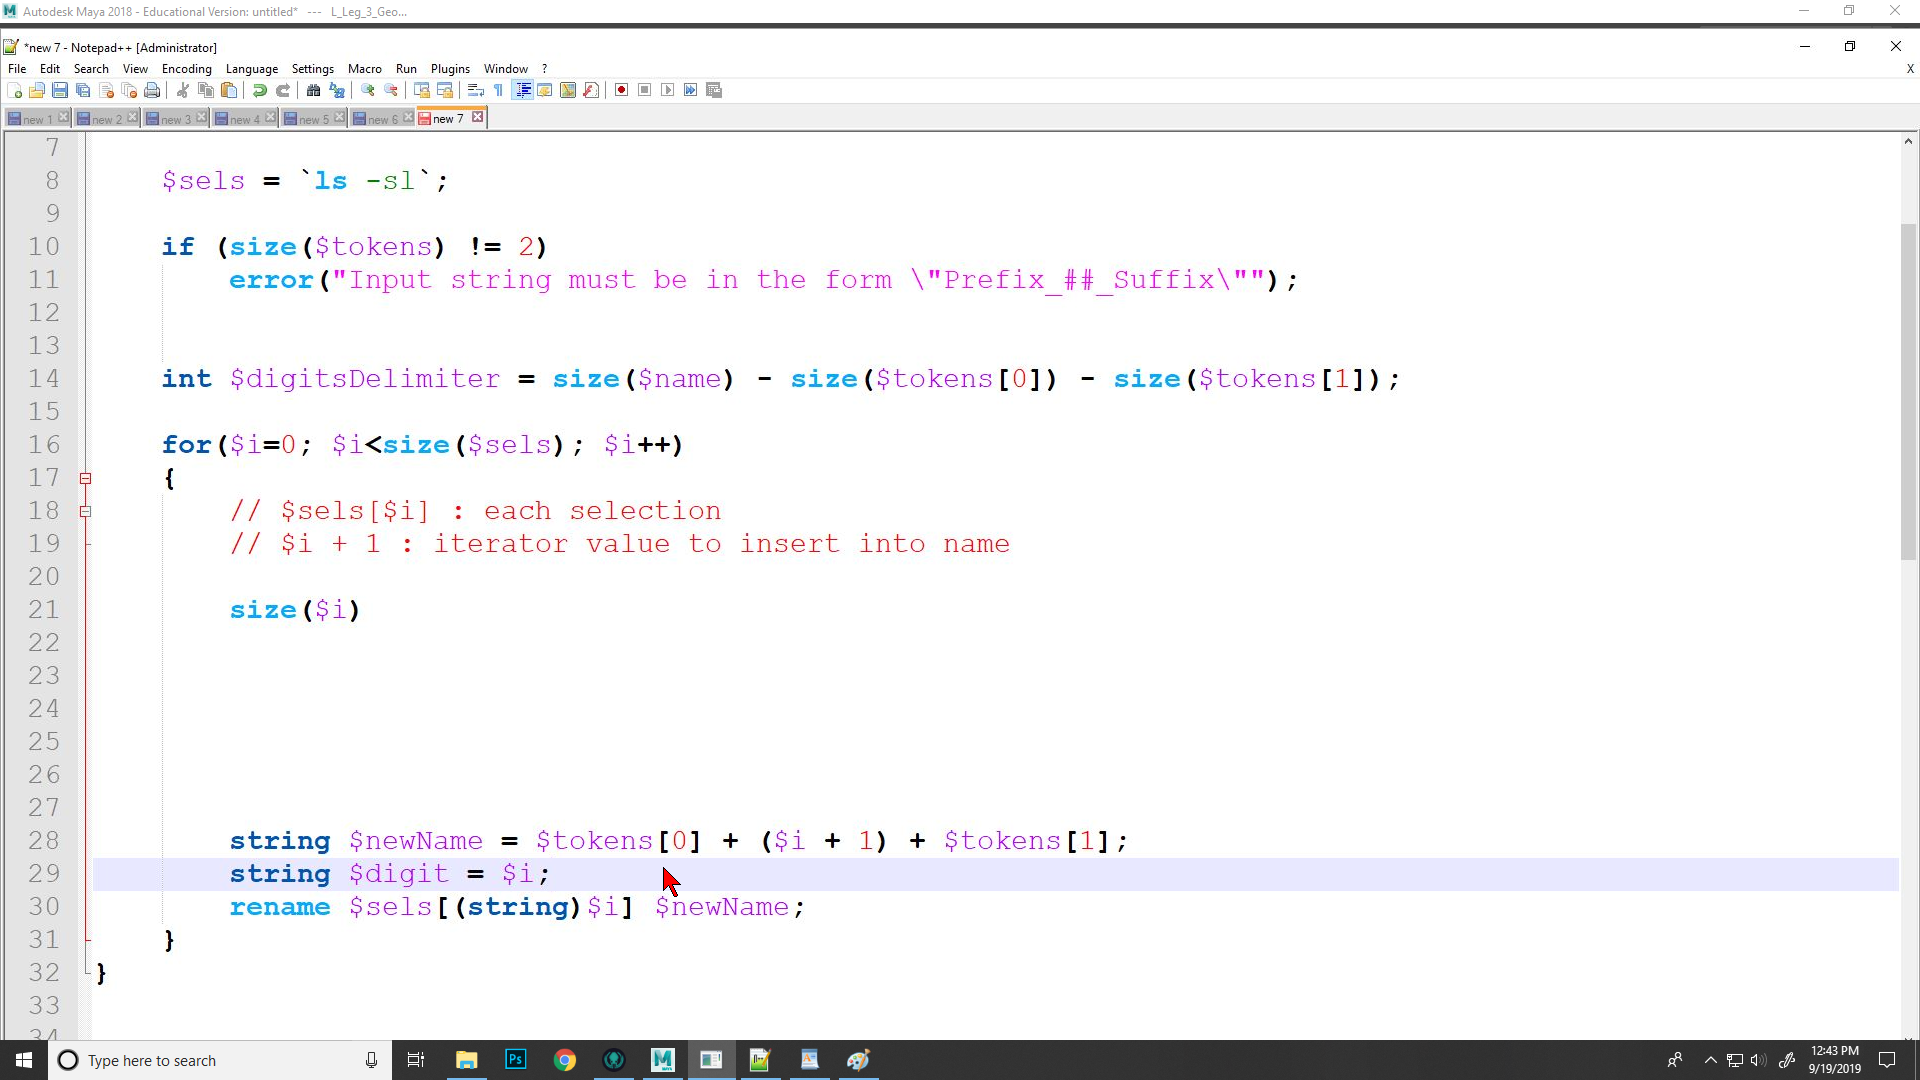 Autodesk Maya 2018 - Educational Version: untitled* --- L_Leg_3_Geo...
*new 7 - Notepad++ [Administrator]
File Edit Search View Encoding Language Settings Macro Run Plugins Window ? X
new 1 new 2 new 3 new 4 new 5 new 6 new 7
7
8 $sels = `ls -sl`;
9
10 if (size($tokens) != 2)
11 error("Input string must be in the form \"Prefix_##_Suffix\"");
12
13
14 int $digitsDelimiter = size($name) - size($tokens[0]) - size($tokens[1]);
15
16 for($i=0; $i<size($sels); $i++)
17 {
18 // $sels[$i] : each selection
19 // $i + 1 : iterator value to insert into name
20
21 size($i)
22
23
24
25
26
27
28 string $newName = $tokens[0] + ($i + 1) + $tokens[1];
29 string $digit = $i;
30 rename $sels[(string)$i] $newName;
31 }
32 }
33
34
Type here to search
Ps
MAYA
12:43 PM
9/19/2019